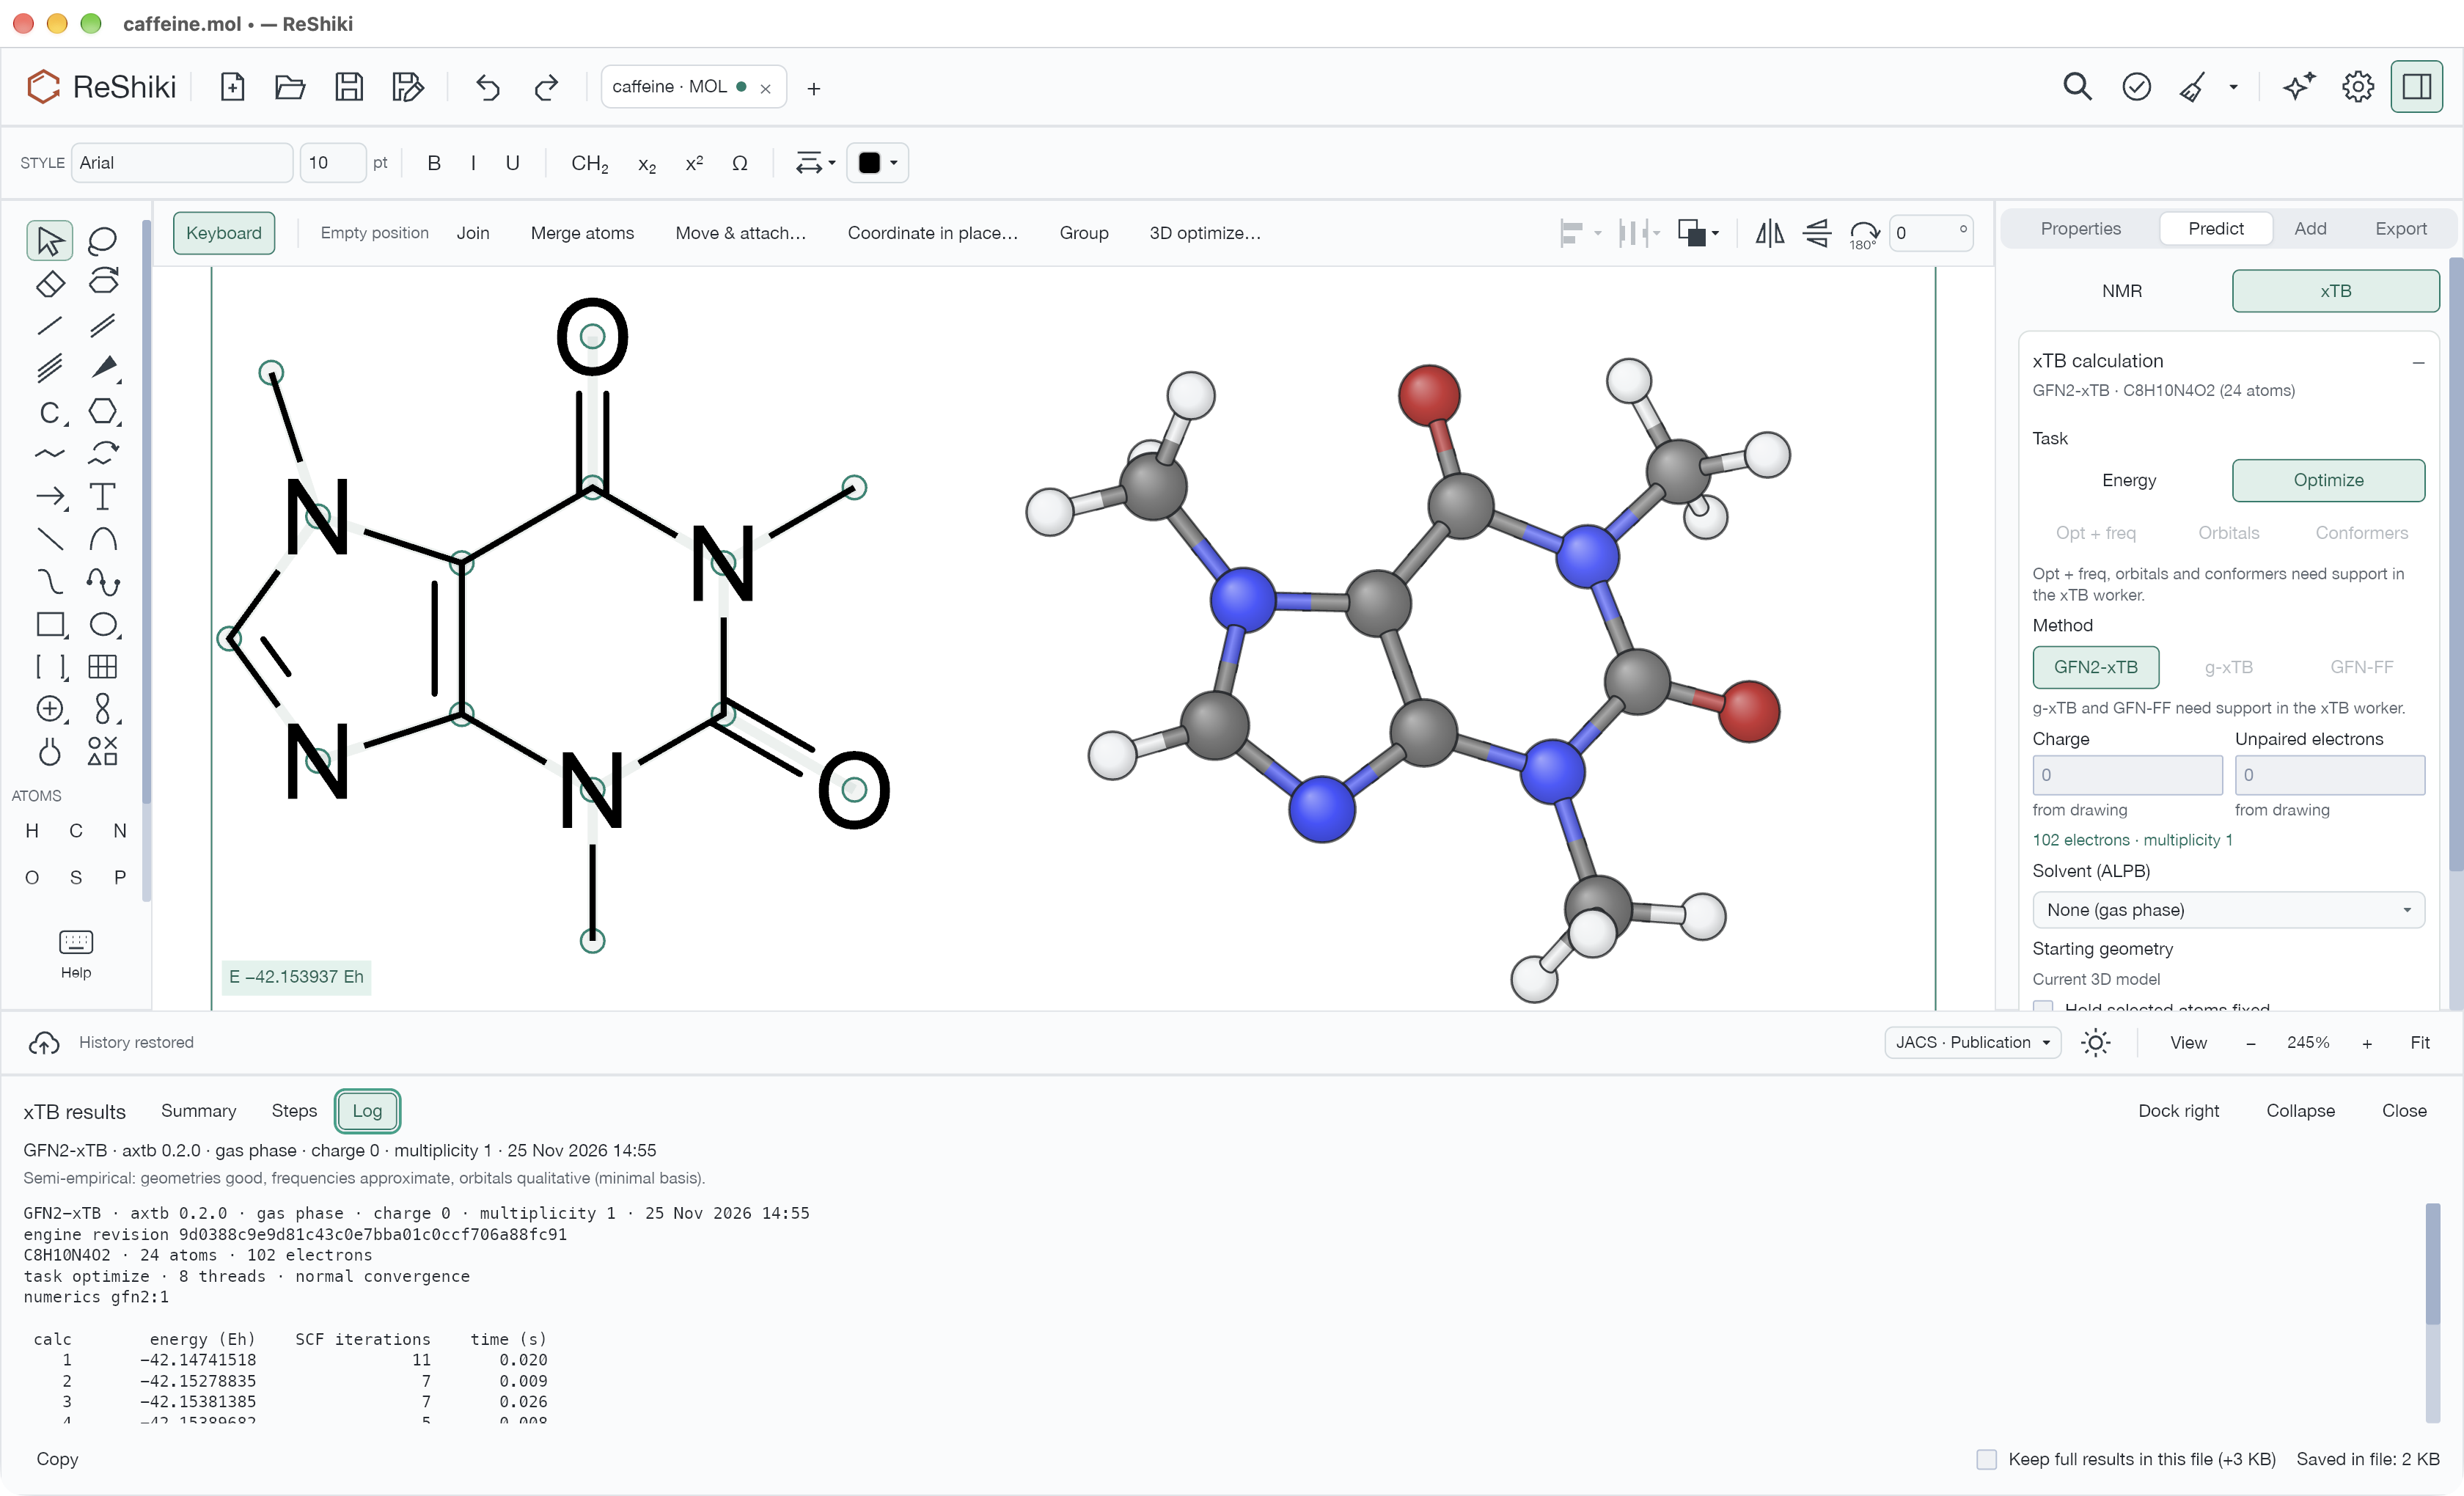 caffeine.mol • — ReShiki
ReShiki
caffeine · MOL
STYLE Arial 10 pt B I U CH₂ x₂ x² Ω
Keyboard Empty position Join Merge atoms Move & attach… Coordinate in place… Group 3D optimize… 180° 0 °
Properties Predict Add Export
NMR xTB
xTB calculation
GFN2-xTB · C8H10N4O2 (24 atoms)
Task
Energy Optimize
Opt + freq Orbitals Conformers
Opt + freq, orbitals and conformers need support in
the xTB worker.
Method
GFN2-xTB g-xTB GFN-FF
g-xTB and GFN-FF need support in the xTB worker.
Charge Unpaired electrons
0 0
from drawing from drawing
102 electrons · multiplicity 1
Solvent (ALPB)
None (gas phase)
Starting geometry
Current 3D model
Hold selected atoms fixed
C
T
ATOMS
H C N
O S P
Help
O
N
N
N
N
O
E −42.153937 Eh
History restored
JACS · Publication View − 245% + Fit
xTB results Summary Steps Log Dock right Collapse Close
GFN2-xTB · axtb 0.2.0 · gas phase · charge 0 · multiplicity 1 · 25 Nov 2026 14:55
Semi-empirical: geometries good, frequencies approximate, orbitals qualitative (minimal basis).
GFN2−xTB · axtb 0.2.0 · gas phase · charge 0 · multiplicity 1 · 25 Nov 2026 14:55
engine revision 9d0388c9e9d81c43c0e7bba01c0ccf706a88fc91
C8H10N4O2 · 24 atoms · 102 electrons
task optimize · 8 threads · normal convergence
numerics gfn2:1
calc energy (Eh) SCF iterations time (s)
1 −42.14741518 11 0.020
2 −42.15278835 7 0.009
3 −42.15381385 7 0.026
4 −42.15389682 5 0.008
Copy
Keep full results in this file (+3 KB) Saved in file: 2 KB